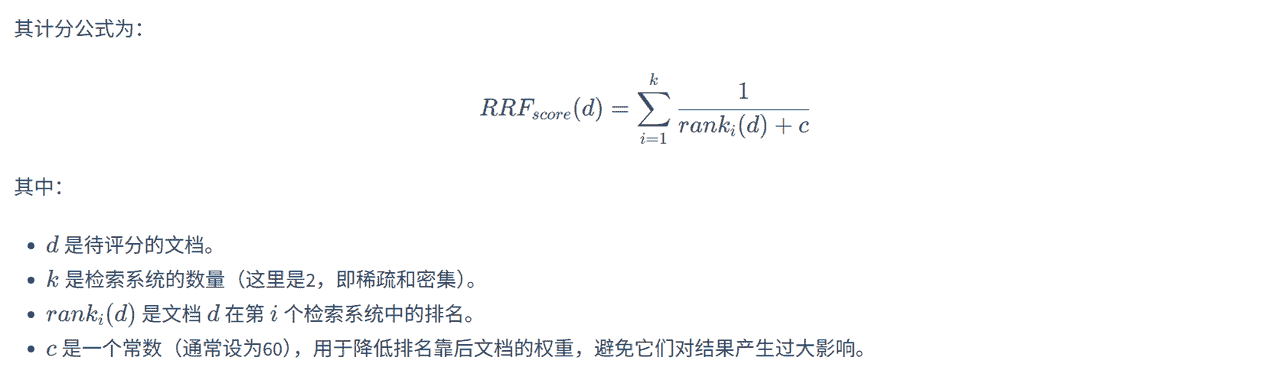 其计分公式为：
$$RRF_{score}(d) = \sum_{i=1}^{k} \frac{1}{rank_i(d) + c}$$
其中：
• $d$ 是待评分的文档。
• $k$ 是检索系统的数量（这里是2，即稀疏和密集）。
• $rank_i(d)$ 是文档 $d$ 在第 $i$ 个检索系统中的排名。
• $c$ 是一个常数（通常设为60），用于降低排名靠后文档的权重，避免它们对结果产生过大影响。